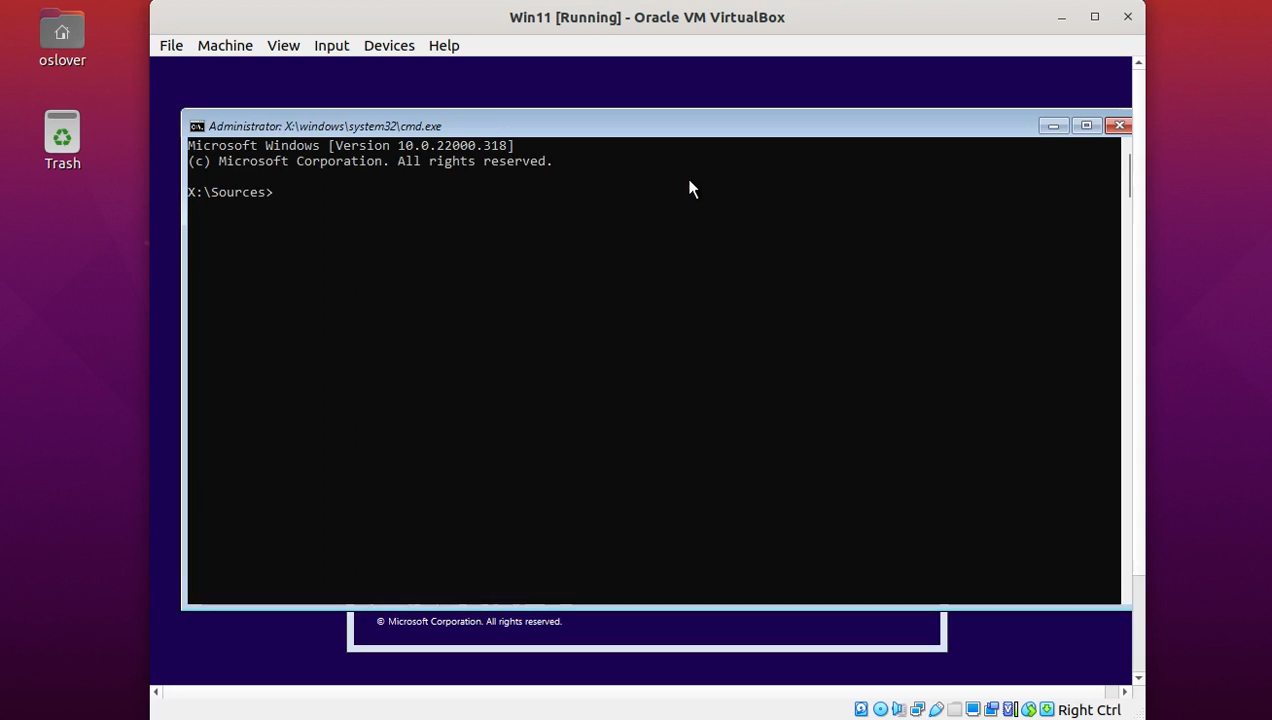 oslover
Trash
Win11 [Running] - Oracle VM VirtualBox
File Machine View Input Devices Help
Administrator: X:\windows\system32\cmd.exe
Microsoft Windows [Version 10.0.22000.318]
(c) Microsoft Corporation. All rights reserved.
X:\Sources>
© Microsoft Corporation. All rights reserved.
Right Ctrl